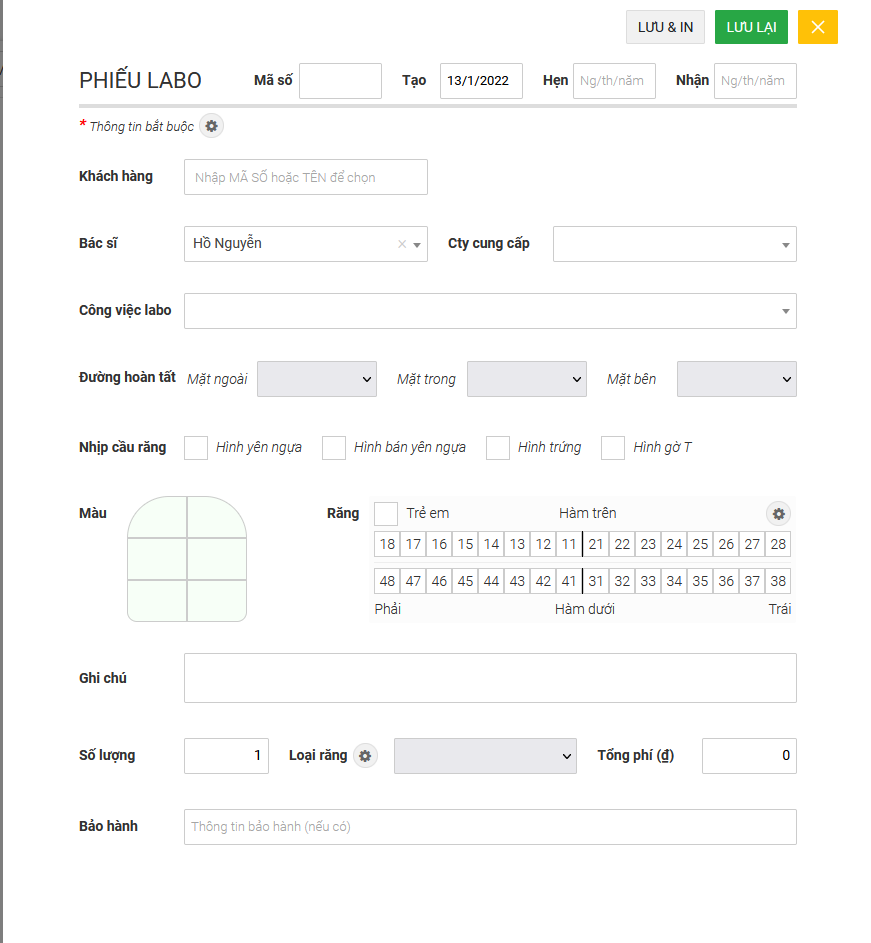 LƯU & IN LƯU LẠI
PHIẾU LABO Mã số Tạo 13/1/2022 Hẹn Ng/th/năm Nhận Ng/th/năm
* Thông tin bắt buộc
Khách hàng Nhập MÃ SỐ hoặc TÊN để chọn
Bác sĩ Hồ Nguyễn × Cty cung cấp
Công việc labo
Đường hoàn tất Mặt ngoài Mặt trong Mặt bên
Nhịp cầu răng Hình yên ngựa Hình bán yên ngựa Hình trứng Hình gờ T
Màu Răng Trẻ em Hàm trên
18 17 16 15 14 13 12 11 21 22 23 24 25 26 27 28
48 47 46 45 44 43 42 41 31 32 33 34 35 36 37 38
Phải Hàm dưới Trái
Ghi chú
Số lượng 1 Loại răng Tổng phí (₫) 0
Bảo hành Thông tin bảo hành (nếu có)